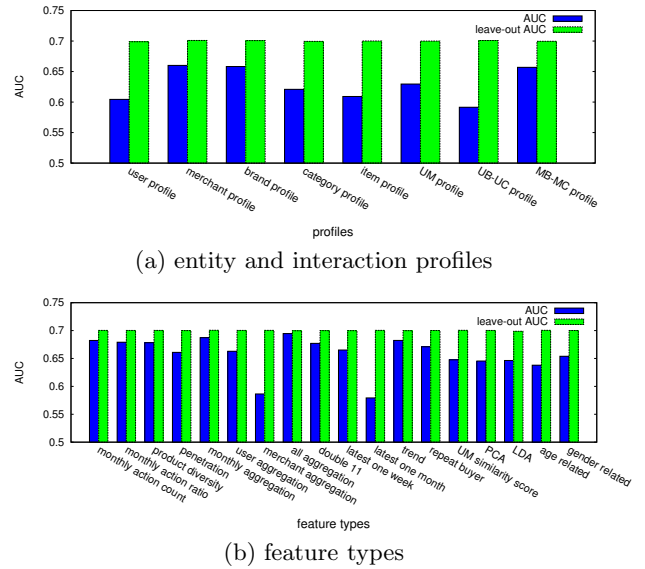 0.75
AUC
leave-out AUC
0.7
0.65
0.6
0.55
0.5
AUC
user profile
merchant profile
brand profile
category profile
item profile
UM profile
UB-UC profile
MB-MC profile
profiles
(a) entity and interaction profiles
0.75
AUC
leave-out AUC
0.7
0.65
0.6
0.55
0.5
AUC
monthly action count
monthly action ratio
product diversity
penetration
monthly aggregation
user aggregation
merchant aggregation
all aggregation
double 11
latest one week
latest one month
trend
repeat buyer
UM similarity score
PCA
LDA
age related
gender related
feature types
(b) feature types